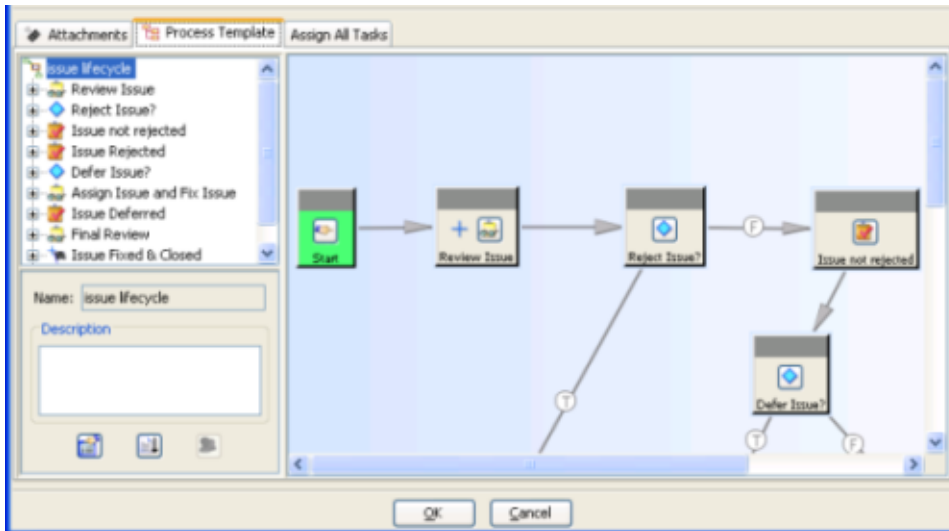 Attachments Process Template Assign All Tasks
issue lifecycle
Review Issue
Reject Issue?
Issue not rejected
Issue Rejected
Defer Issue?
Assign Issue and Fix Issue
Issue Deferred
Final Review
Issue Fixed & Closed
Name: issue lifecycle
Description
Start
Review Issue
Reject Issue?
F
Issue not rejected
T
Defer Issue?
T
F
OK Cancel